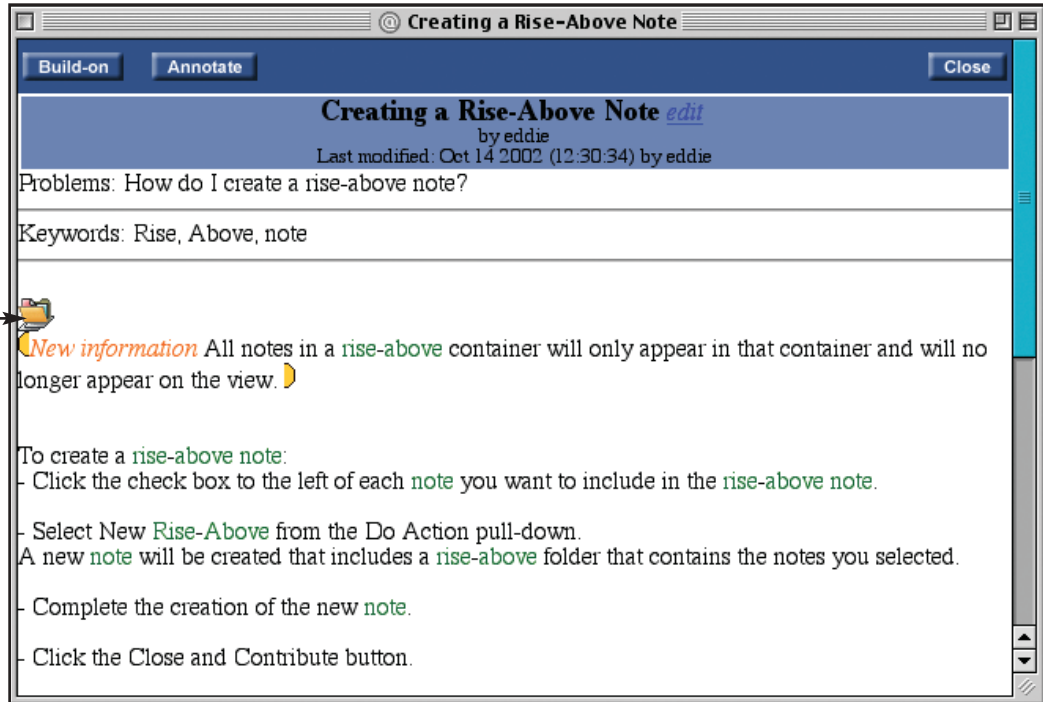 @ Creating a Rise-Above Note
Build-on Annotate Close
Creating a Rise-Above Note edit
by eddie
Last modified: Oct 14 2002 (12:30:34) by eddie
Problems: How do I create a rise-above note?
Keywords: Rise, Above, note
New information All notes in a rise-above container will only appear in that container and will no
longer appear on the view.
To create a rise-above note:
- Click the check box to the left of each note you want to include in the rise-above note.
- Select New Rise-Above from the Do Action pull-down.
A new note will be created that includes a rise-above folder that contains the notes you selected.
- Complete the creation of the new note.
- Click the Close and Contribute button.